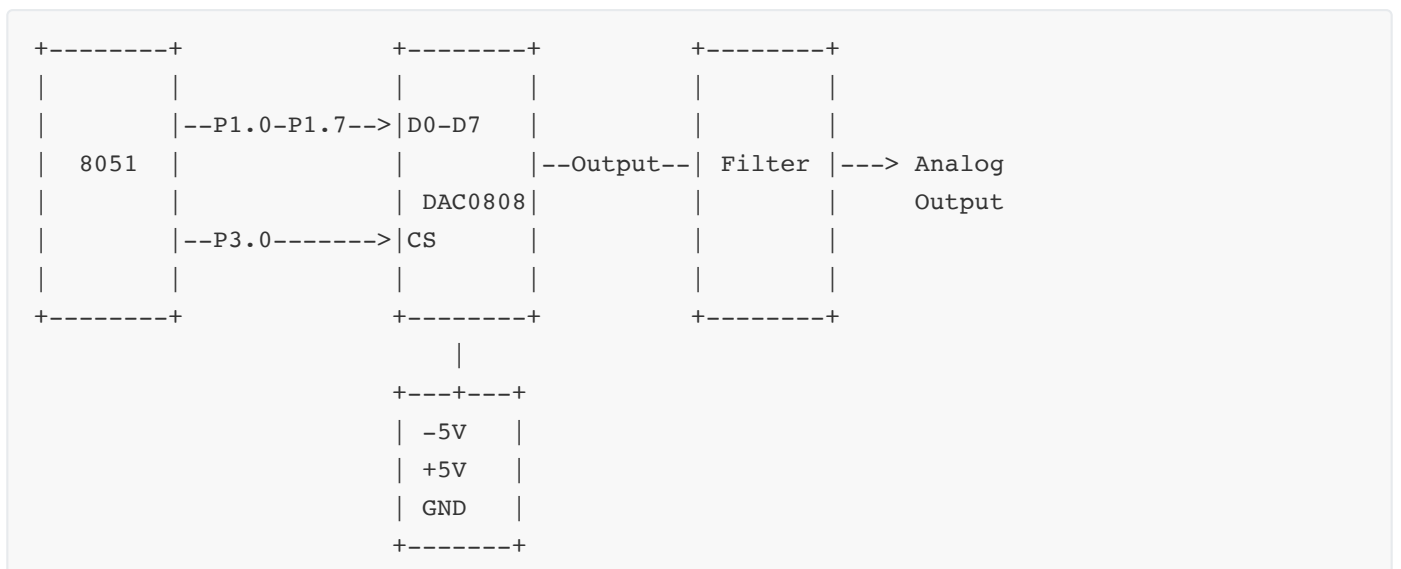 +--------+                +--------+           +--------+
|        |                |        |           |        |
|        |--P1.0-P1.7-->|D0-D7   |           |        |
|  8051  |                |        |--Output--| Filter |---> Analog
|        |                | DAC0808|           |        |     Output
|        |--P3.0------->|CS      |           |        |
|        |                |        |           |        |
+--------+                +--------+           +--------+
|
+---+---+
| -5V   |
| +5V   |
| GND   |
+-------+